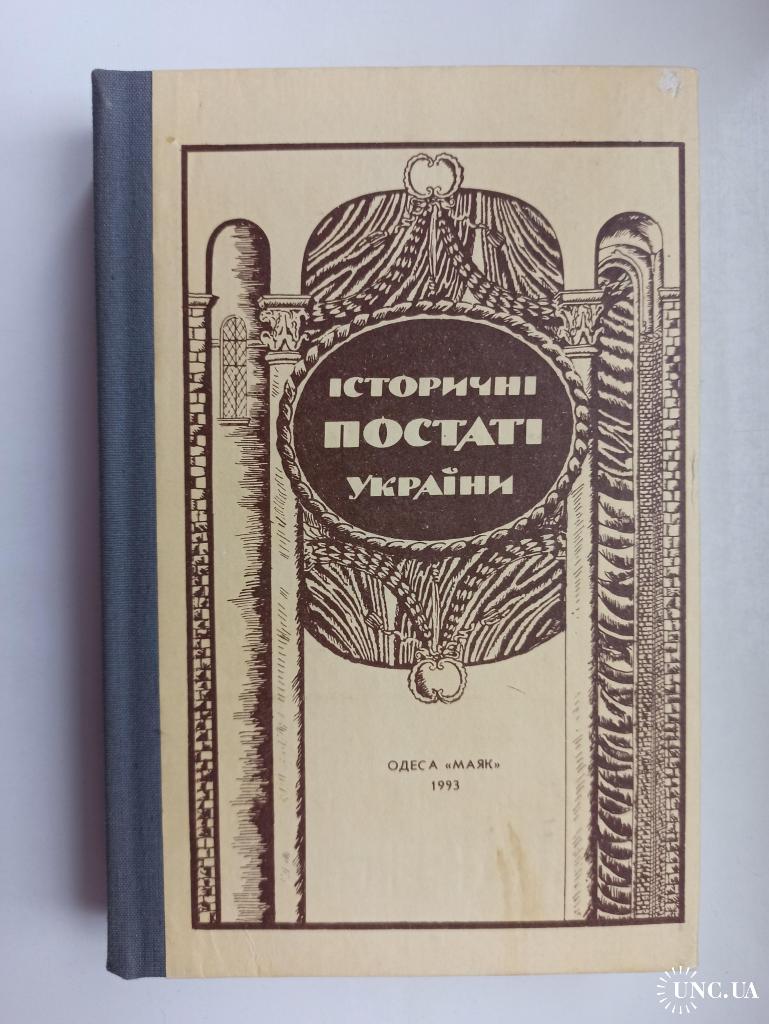 ІСТОРИЧНІ
ПОСТАТІ
УКРАЇНИ
ОДЕСА «МАЯК»
1993
UNC.UA